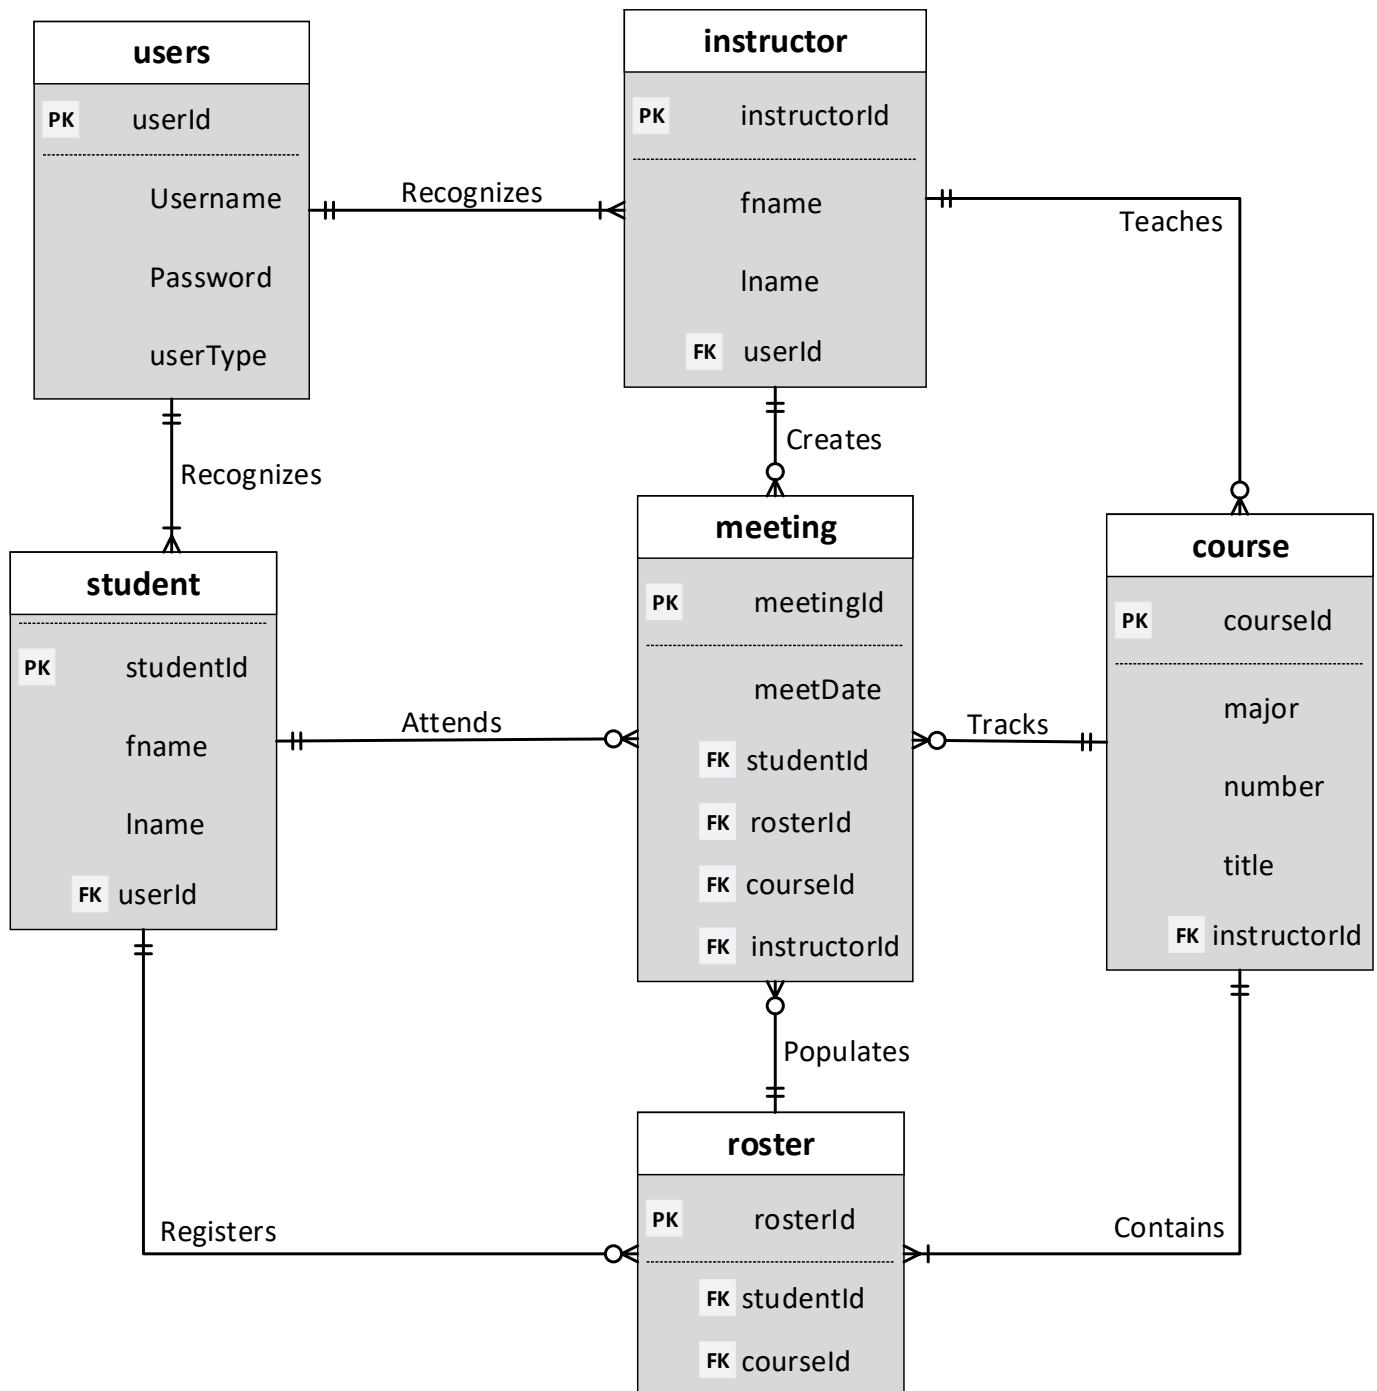 users
PK userId
Username
Password
userType
Recognizes
instructor
PK instructorId
fname
lname
FK userId
Teaches
Recognizes
Creates
student
PK studentId
fname
lname
FK userId
Attends
meeting
PK meetingId
meetDate
FK studentId
FK rosterId
FK courseId
FK instructorId
Tracks
course
PK courseId
major
number
title
FK instructorId
Populates
Registers
roster
PK rosterId
FK studentId
FK courseId
Contains